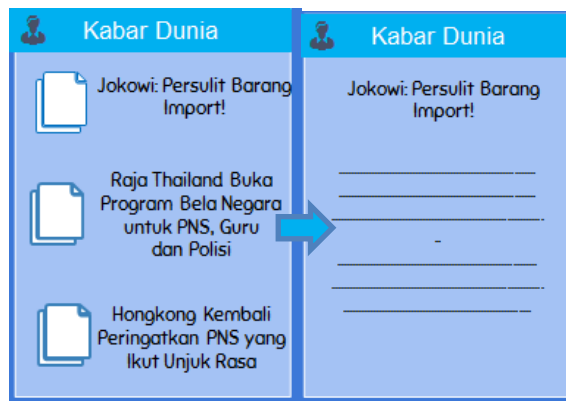 Kabar Dunia
Jokowi: Persulit Barang
Import!
Raja Thailand Buka
Program Bela Negara
untuk PNS, Guru
dan Polisi
Hongkong Kembali
Peringatkan PNS yang
Ikut Unjuk Rasa
Kabar Dunia
Jokowi: Persulit Barang
Import!